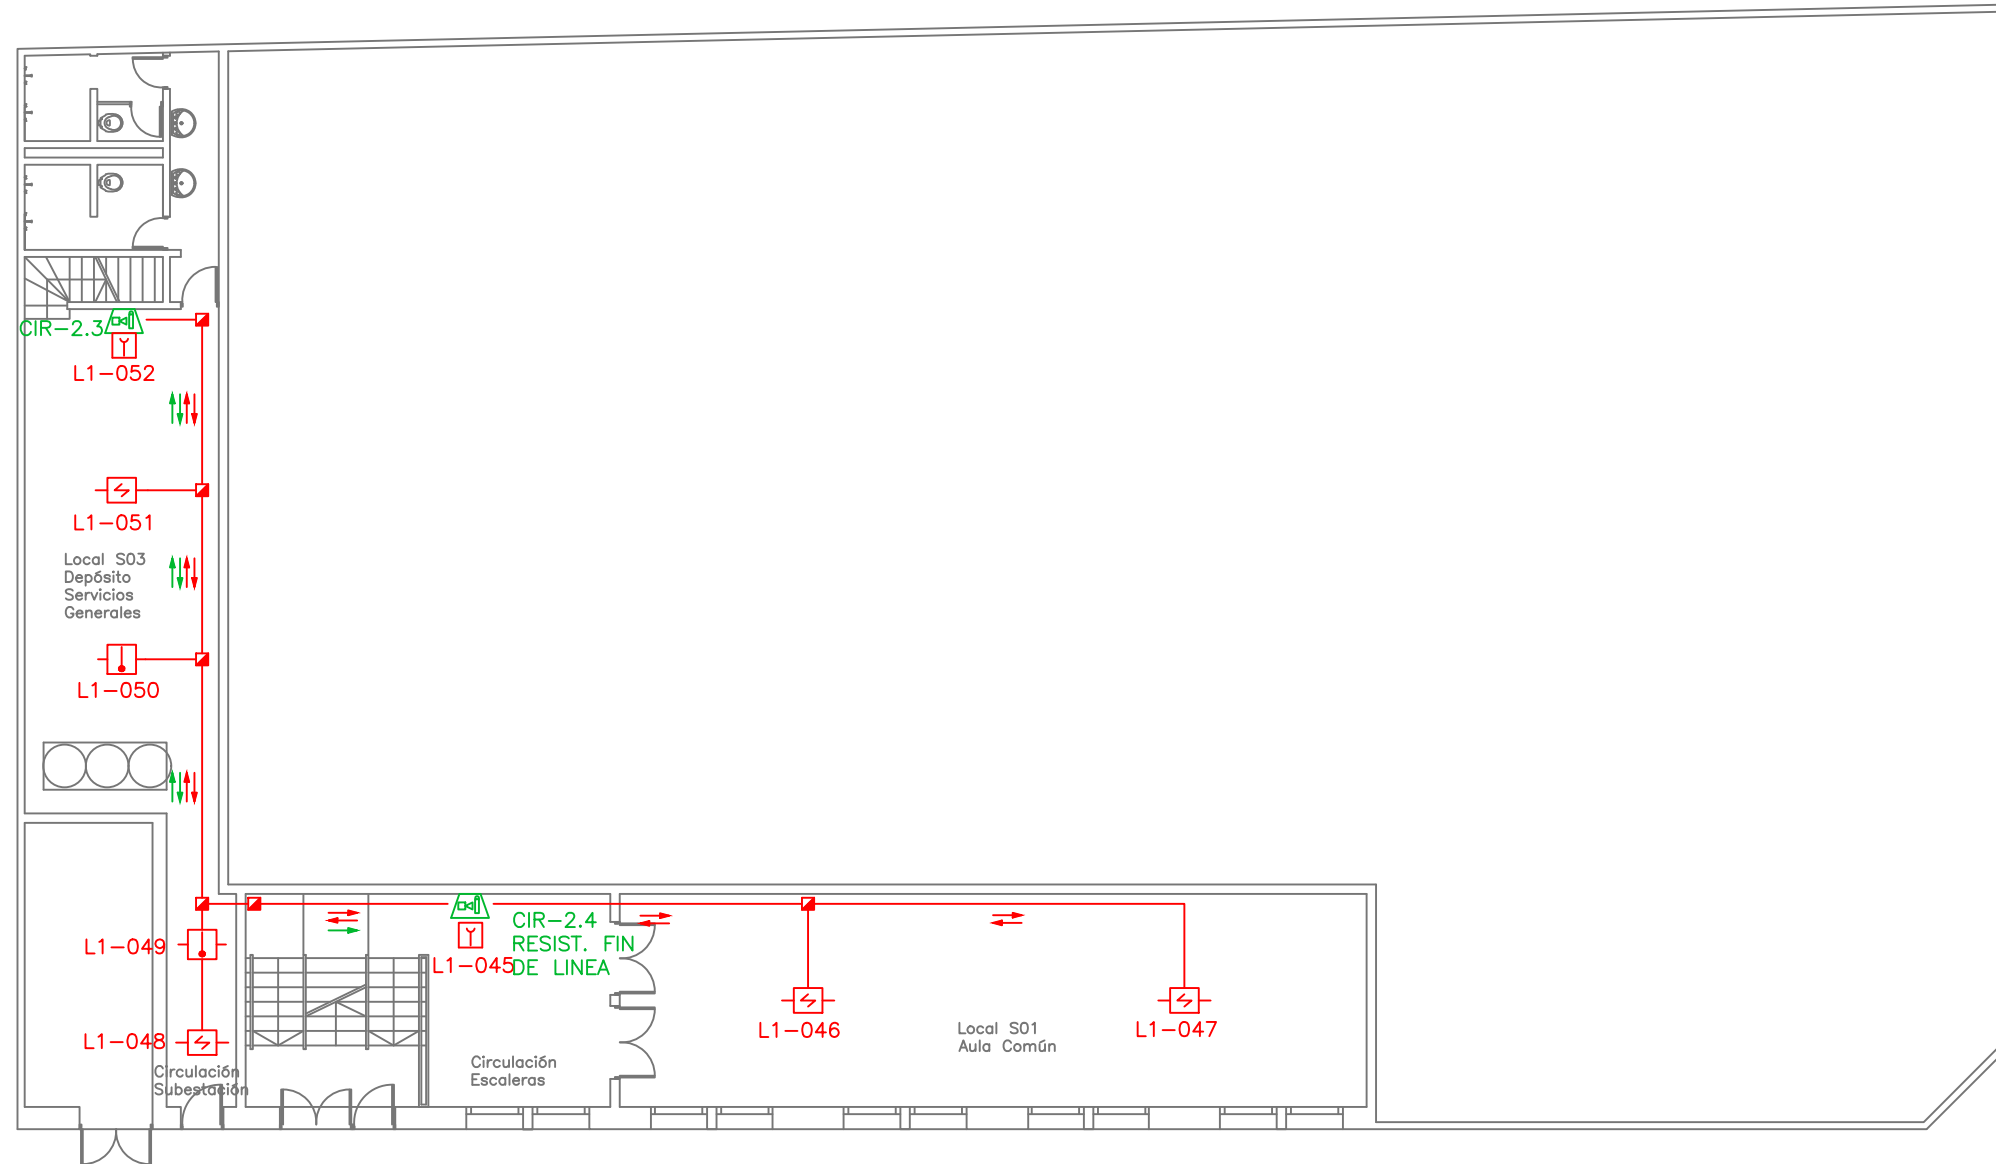 CIR-2.3
L1-052
L1-051
Local S03
Depósito
Servicios
Generales
L1-050
L1-049
L1-048
Circulación
Subestación
CIR-2.4
RESIST. FIN
DE LINEA
L1-045
Circulación
Escaleras
L1-046
Local S01
Aula Común
L1-047